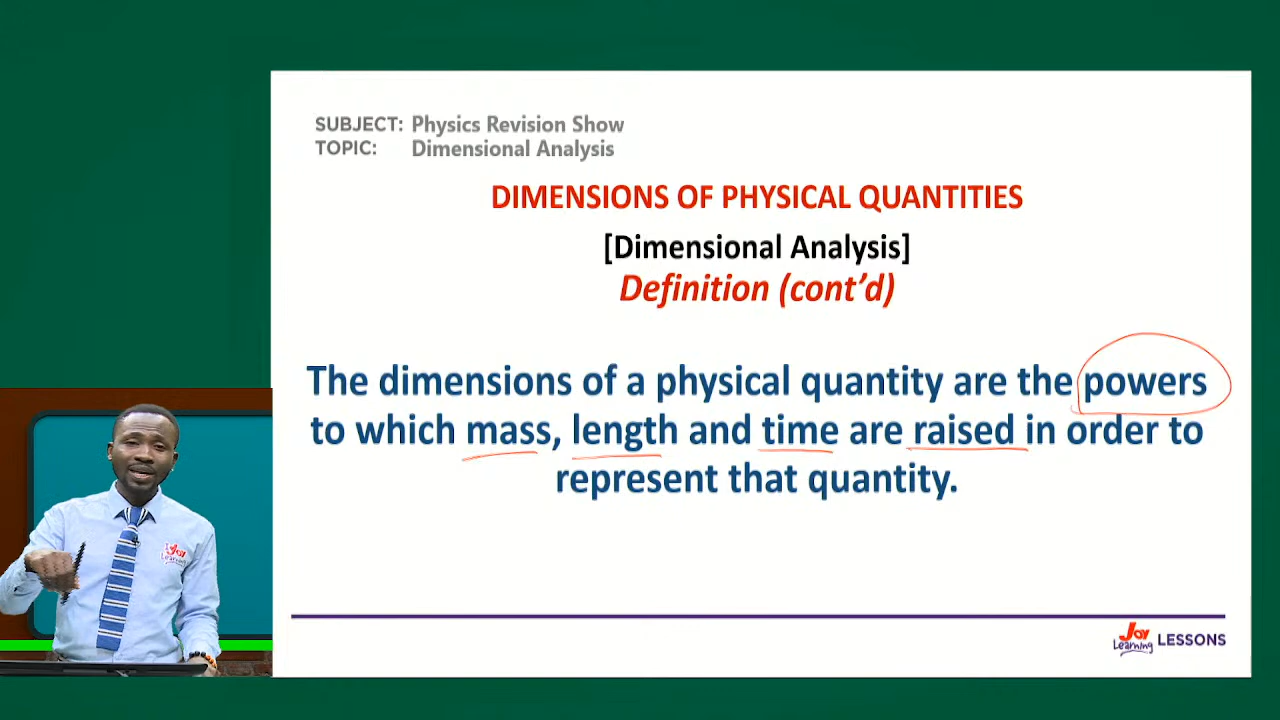 SUBJECT: Physics Revision Show
TOPIC: Dimensional Analysis
DIMENSIONS OF PHYSICAL QUANTITIES
[Dimensional Analysis]
Definition (cont’d)
The dimensions of a physical quantity are the powers
to which mass, length and time are raised in order to
represent that quantity.
Joy
Learning
Joy Learning LESSONS